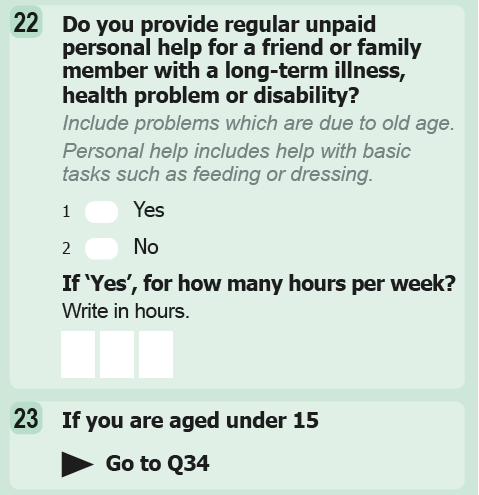 22 Do you provide regular unpaid
personal help for a friend or family
member with a long-term illness,
health problem or disability?
Include problems which are due to old age.
Personal help includes help with basic
tasks such as feeding or dressing.
1 Yes
2 No
If ‘Yes’, for how many hours per week?
Write in hours.
23 If you are aged under 15
Go to Q34